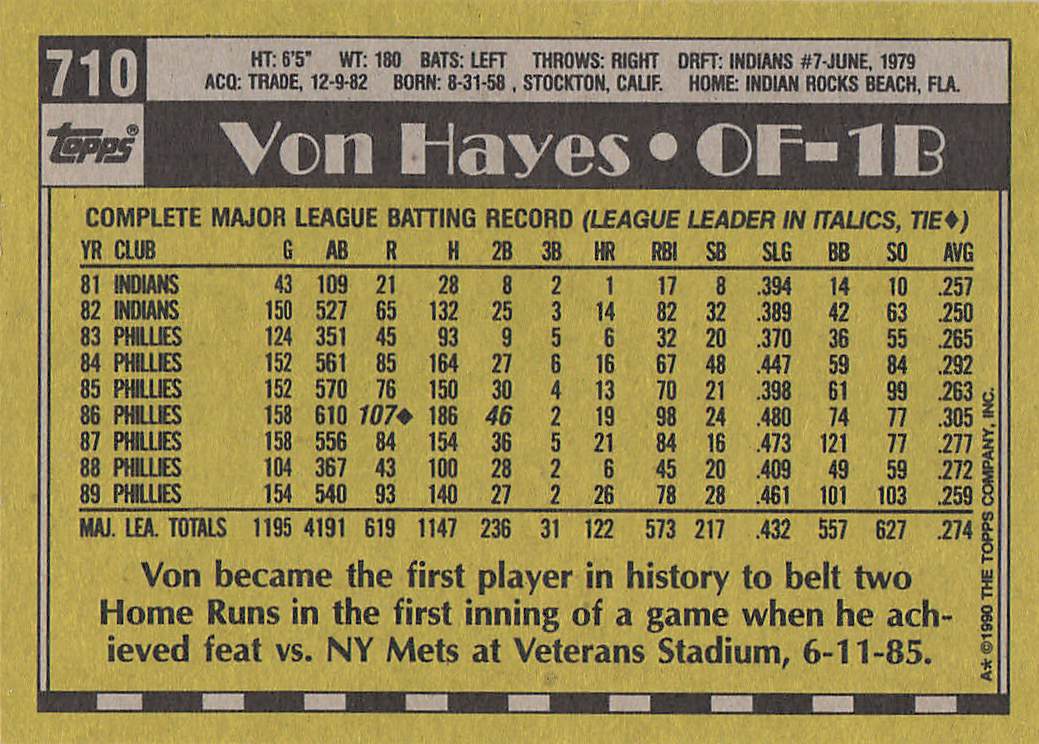 710
HT: 6'5" WT: 180 BATS: LEFT THROWS: RIGHT DRFT: INDIANS #7-JUNE, 1979
ACQ: TRADE, 12-9-82 BORN: 8-31-58 , STOCKTON, CALIF. HOME: INDIAN ROCKS BEACH, FLA.
topps®
Von Hayes • OF-1B
COMPLETE MAJOR LEAGUE BATTING RECORD (LEAGUE LEADER IN ITALICS, TIE♦)
YR CLUB G AB R H 2B 3B HR RBI SB SLG BB SO AVG
81 INDIANS 43 109 21 28 8 2 1 17 8 .394 14 10 .257
82 INDIANS 150 527 65 132 25 3 14 82 32 .389 42 63 .250
83 PHILLIES 124 351 45 93 9 5 6 32 20 .370 36 55 .265
84 PHILLIES 152 561 85 164 27 6 16 67 48 .447 59 84 .292
85 PHILLIES 152 570 76 150 30 4 13 70 21 .398 61 99 .263
86 PHILLIES 158 610 107♦ 186 46 2 19 98 24 .480 74 77 .305
87 PHILLIES 158 556 84 154 36 5 21 84 16 .473 121 77 .277
88 PHILLIES 104 367 43 100 28 2 6 45 20 .409 49 59 .272
89 PHILLIES 154 540 93 140 27 2 26 78 28 .461 101 103 .259
MAJ. LEA. TOTALS 1195 4191 619 1147 236 31 122 573 217 .432 557 627 .274
Von became the first player in history to belt two
Home Runs in the first inning of a game when he ach-
ieved feat vs. NY Mets at Veterans Stadium, 6-11-85.
A* ©1990 THE TOPPS COMPANY, INC.